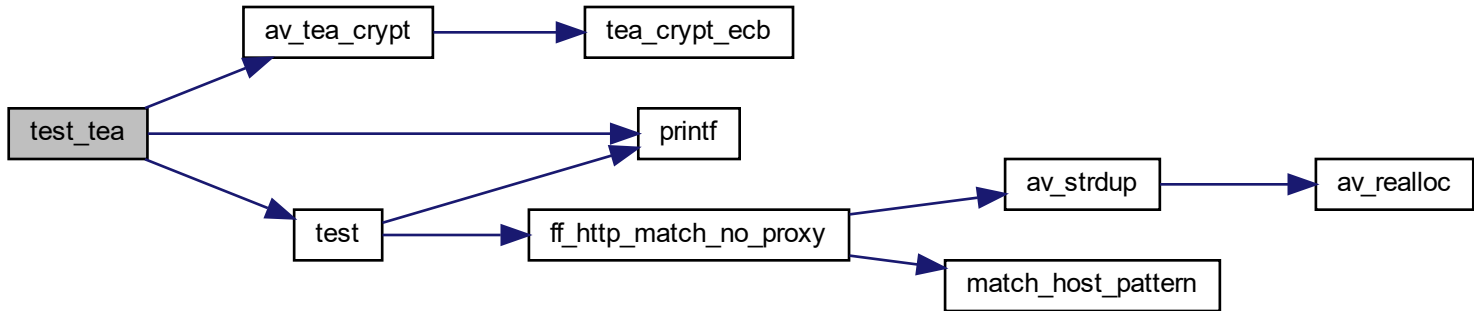 av_tea_crypt
tea_crypt_ecb
test_tea
printf
av_strdup
av_realloc
test
ff_http_match_no_proxy
match_host_pattern